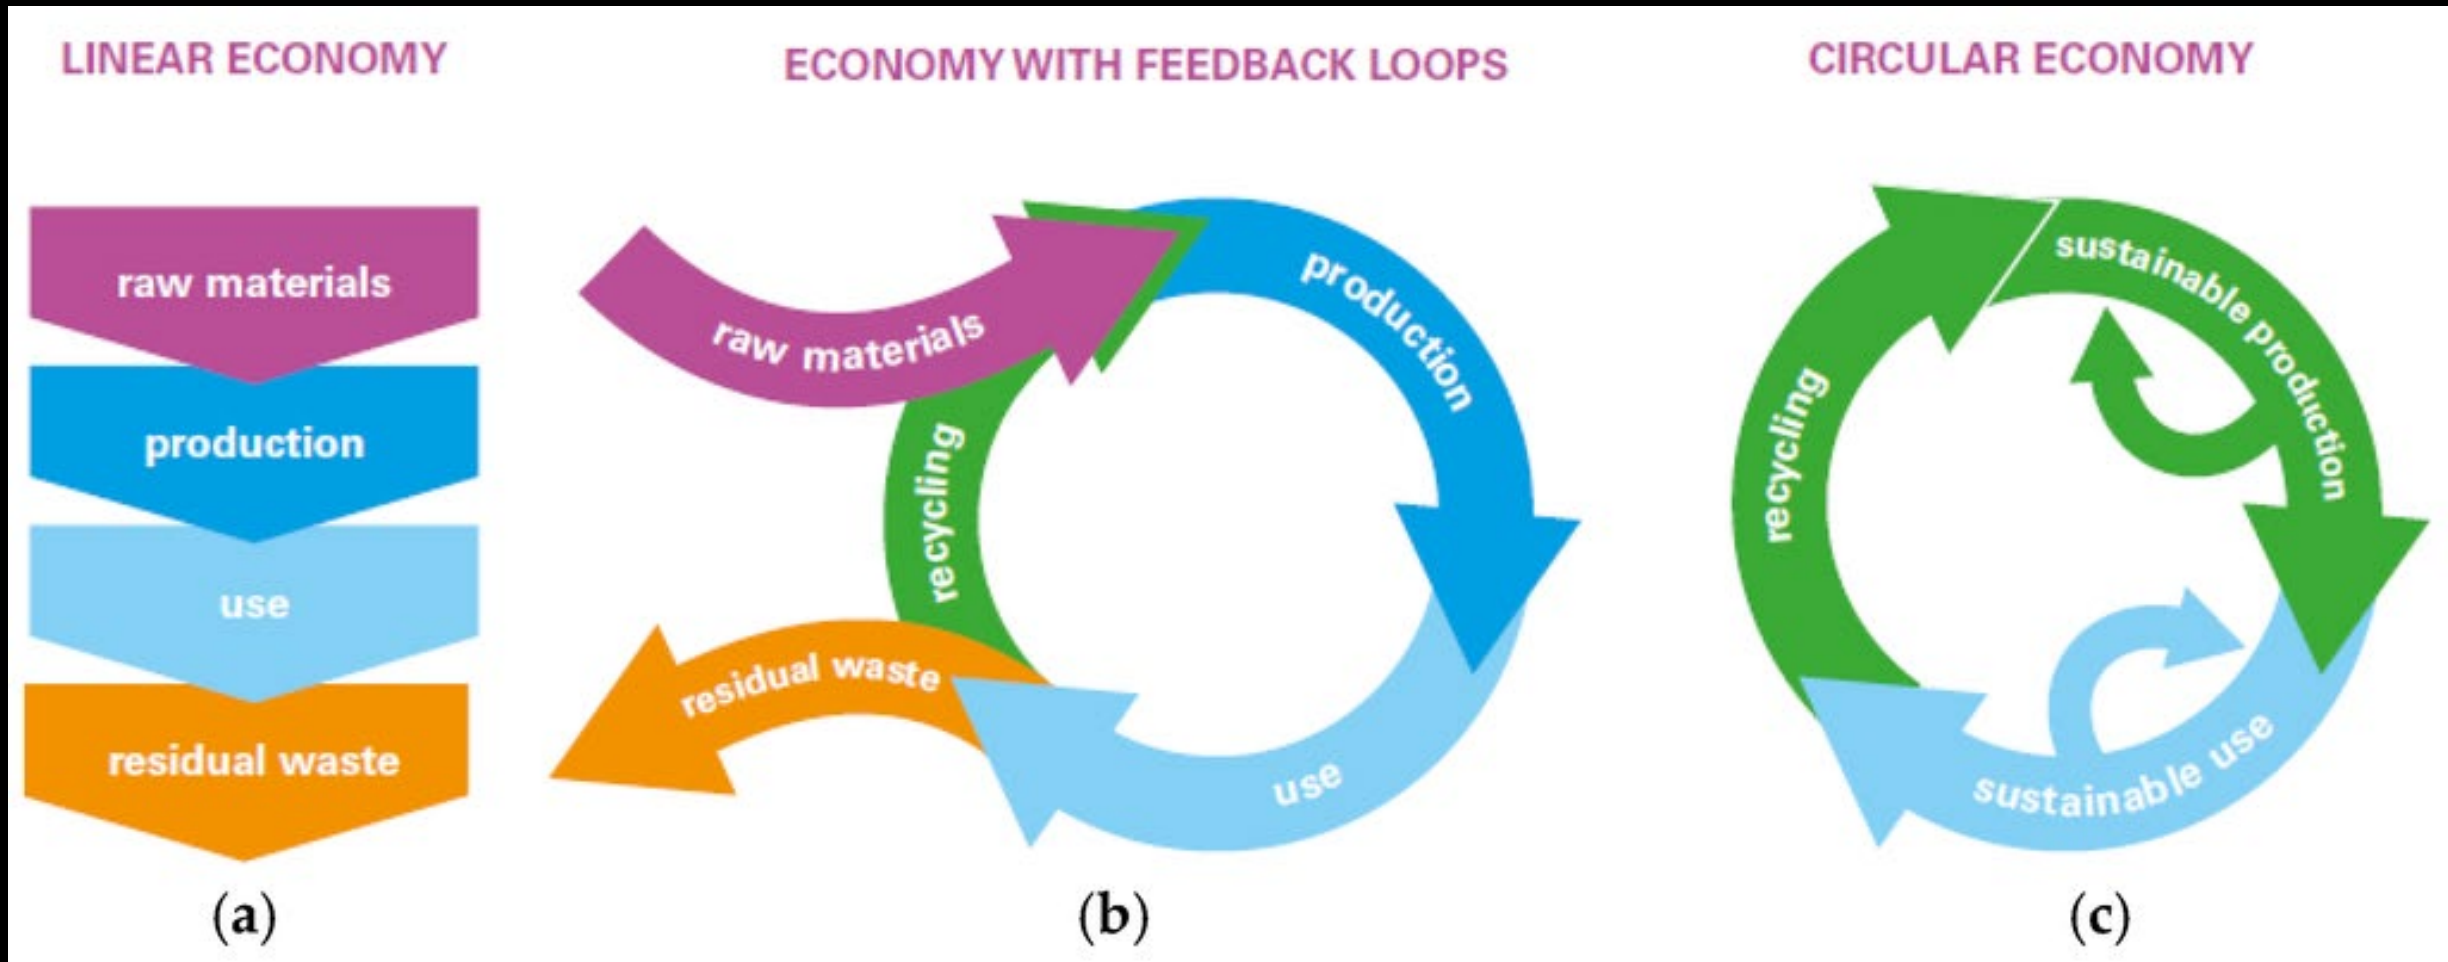 LINEAR ECONOMY
raw materials
production
use
residual waste
(a)
ECONOMY WITH FEEDBACK LOOPS
raw materials
production
recycling
residual waste
use
(b)
CIRCULAR ECONOMY
sustainable production
recycling
sustainable use
(c)